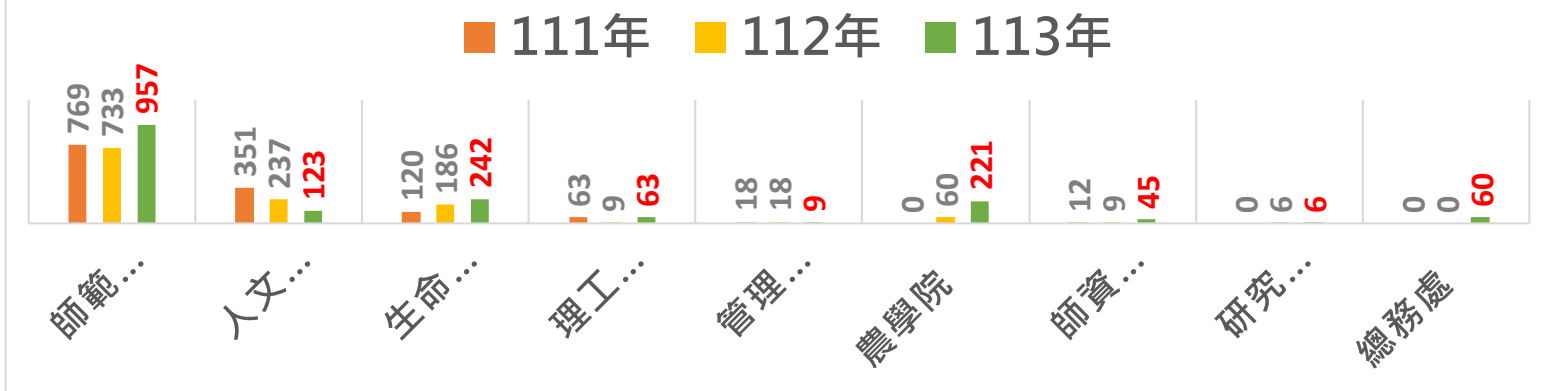 111年 112年 113年
769 733 957 351 237 123 120 186 242 63 9 63 18 18 9 0 60 221 12 9 45 0 6 6 0 0 60
師範… 人文… 生命… 理工… 管理… 農學院 師資… 研究… 總務處